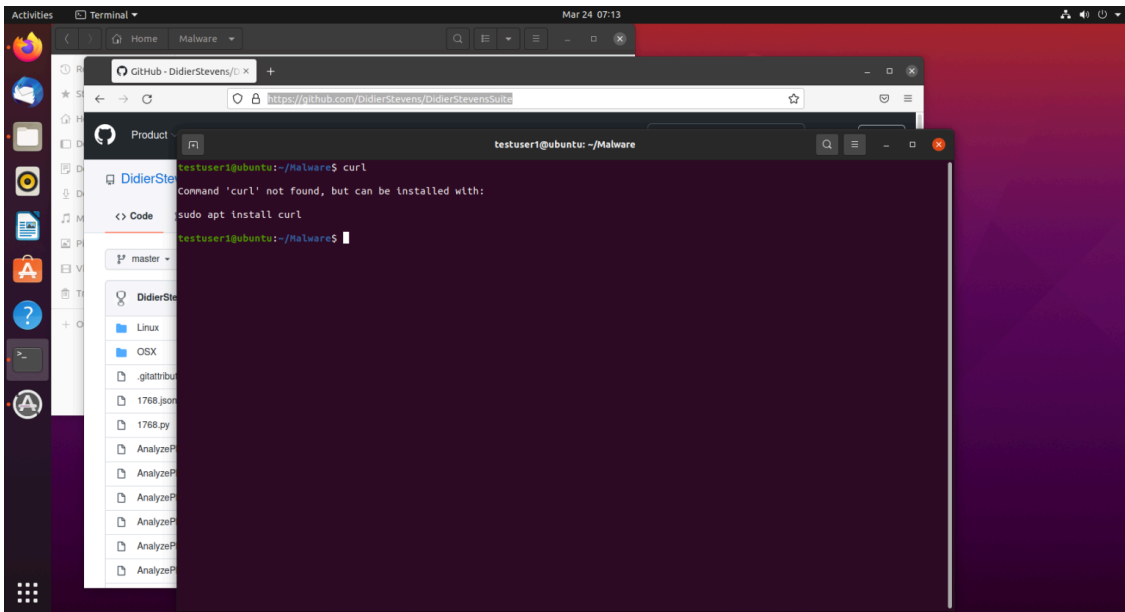 Activities
Terminal
Mar 24 07:13
Home
Malware
GitHub - DidierStevens/
https://github.com/DidierStevens/DidierStevensSuite
Product
testuser1@ubuntu: ~/Malware
testuser1@ubuntu:~/Malware$ curl
Command 'curl' not found, but can be installed with:
sudo apt install curl
testuser1@ubuntu:~/Malware$
DidierSte
<> Code
master
DidierSte
Linux
OSX
.gitattribut
1768.json
1768.py
AnalyzeP
AnalyzeP
AnalyzeP
AnalyzeP
AnalyzeP
AnalyzeP